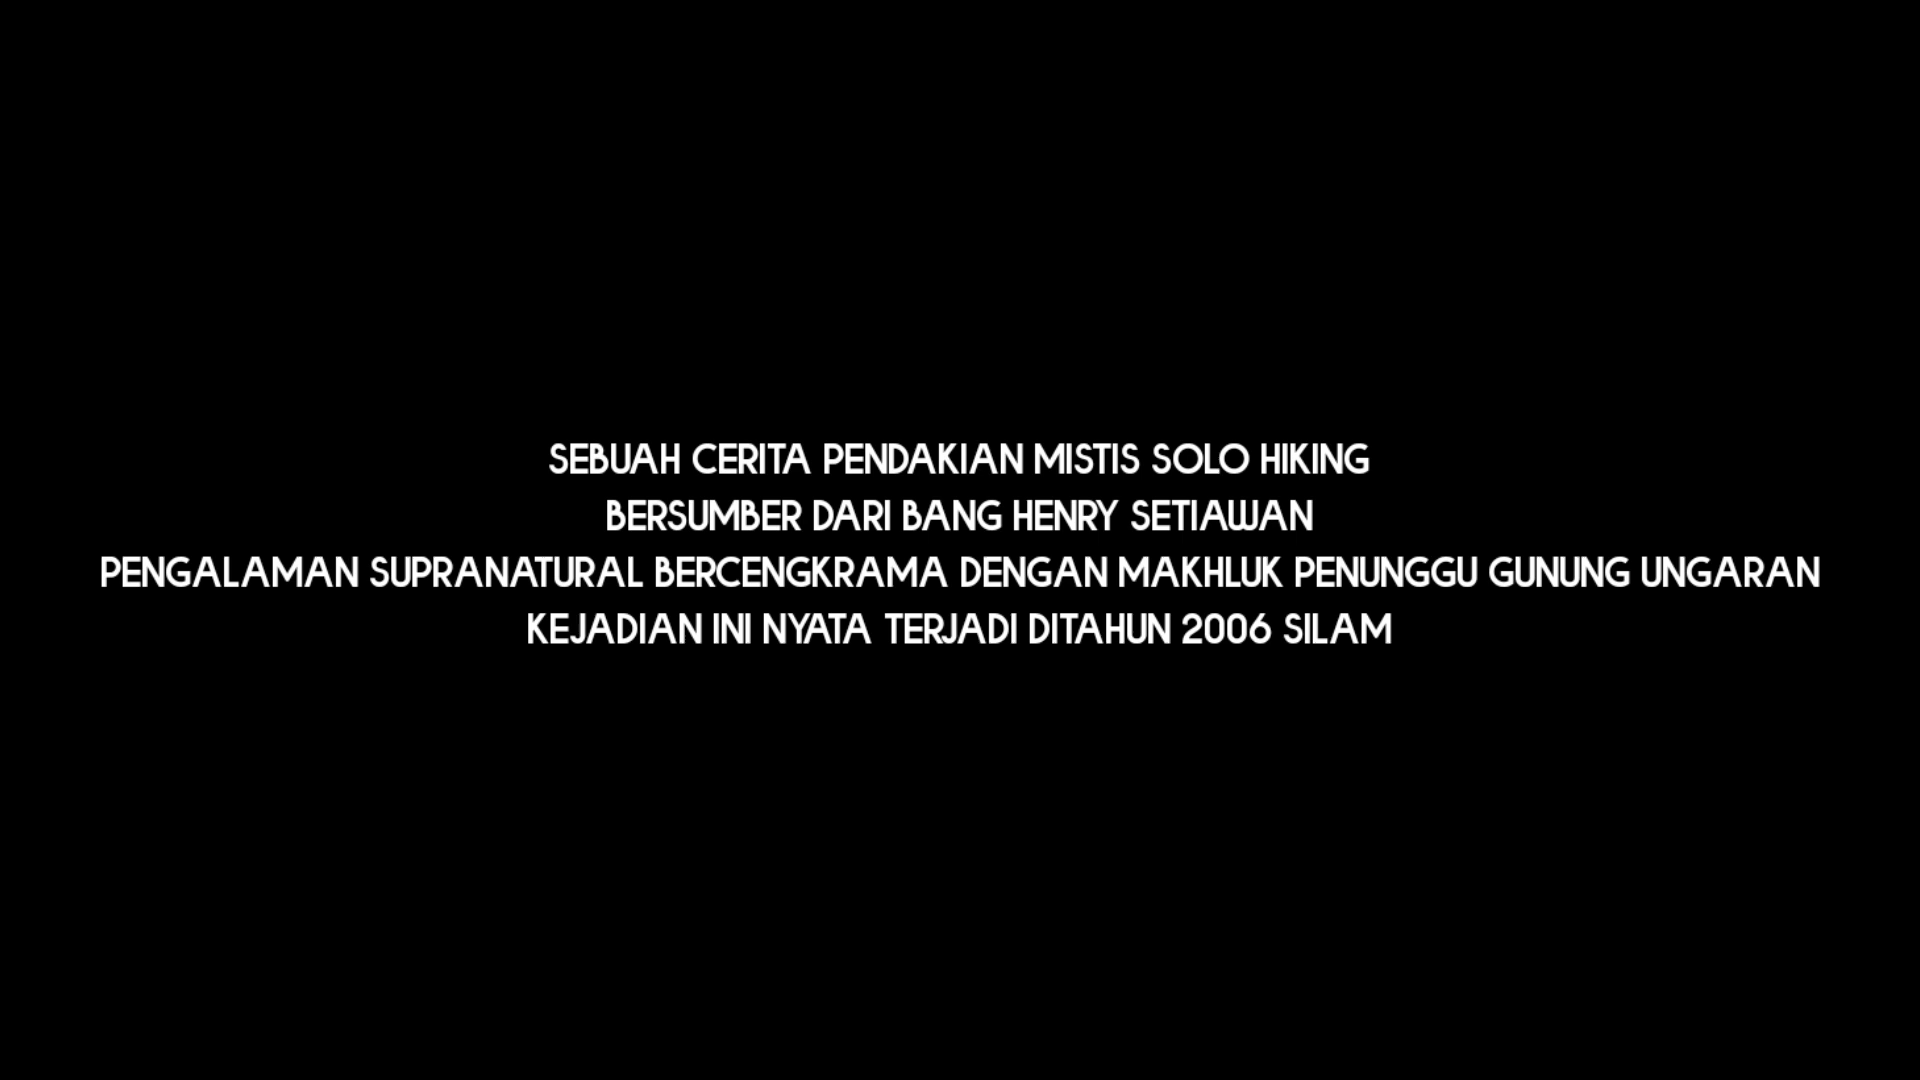 SEBUAH CERITA PENDAKIAN MISTIS SOLO HIKING
BERSUMBER DARI BANG HENRY SETIAWAN
PENGALAMAN SUPRANATURAL BERCENGKRAMA DENGAN MAKHLUK PENUNGGU GUNUNG UNGARAN
KEJADIAN INI NYATA TERJADI DITAHUN 2006 SILAM